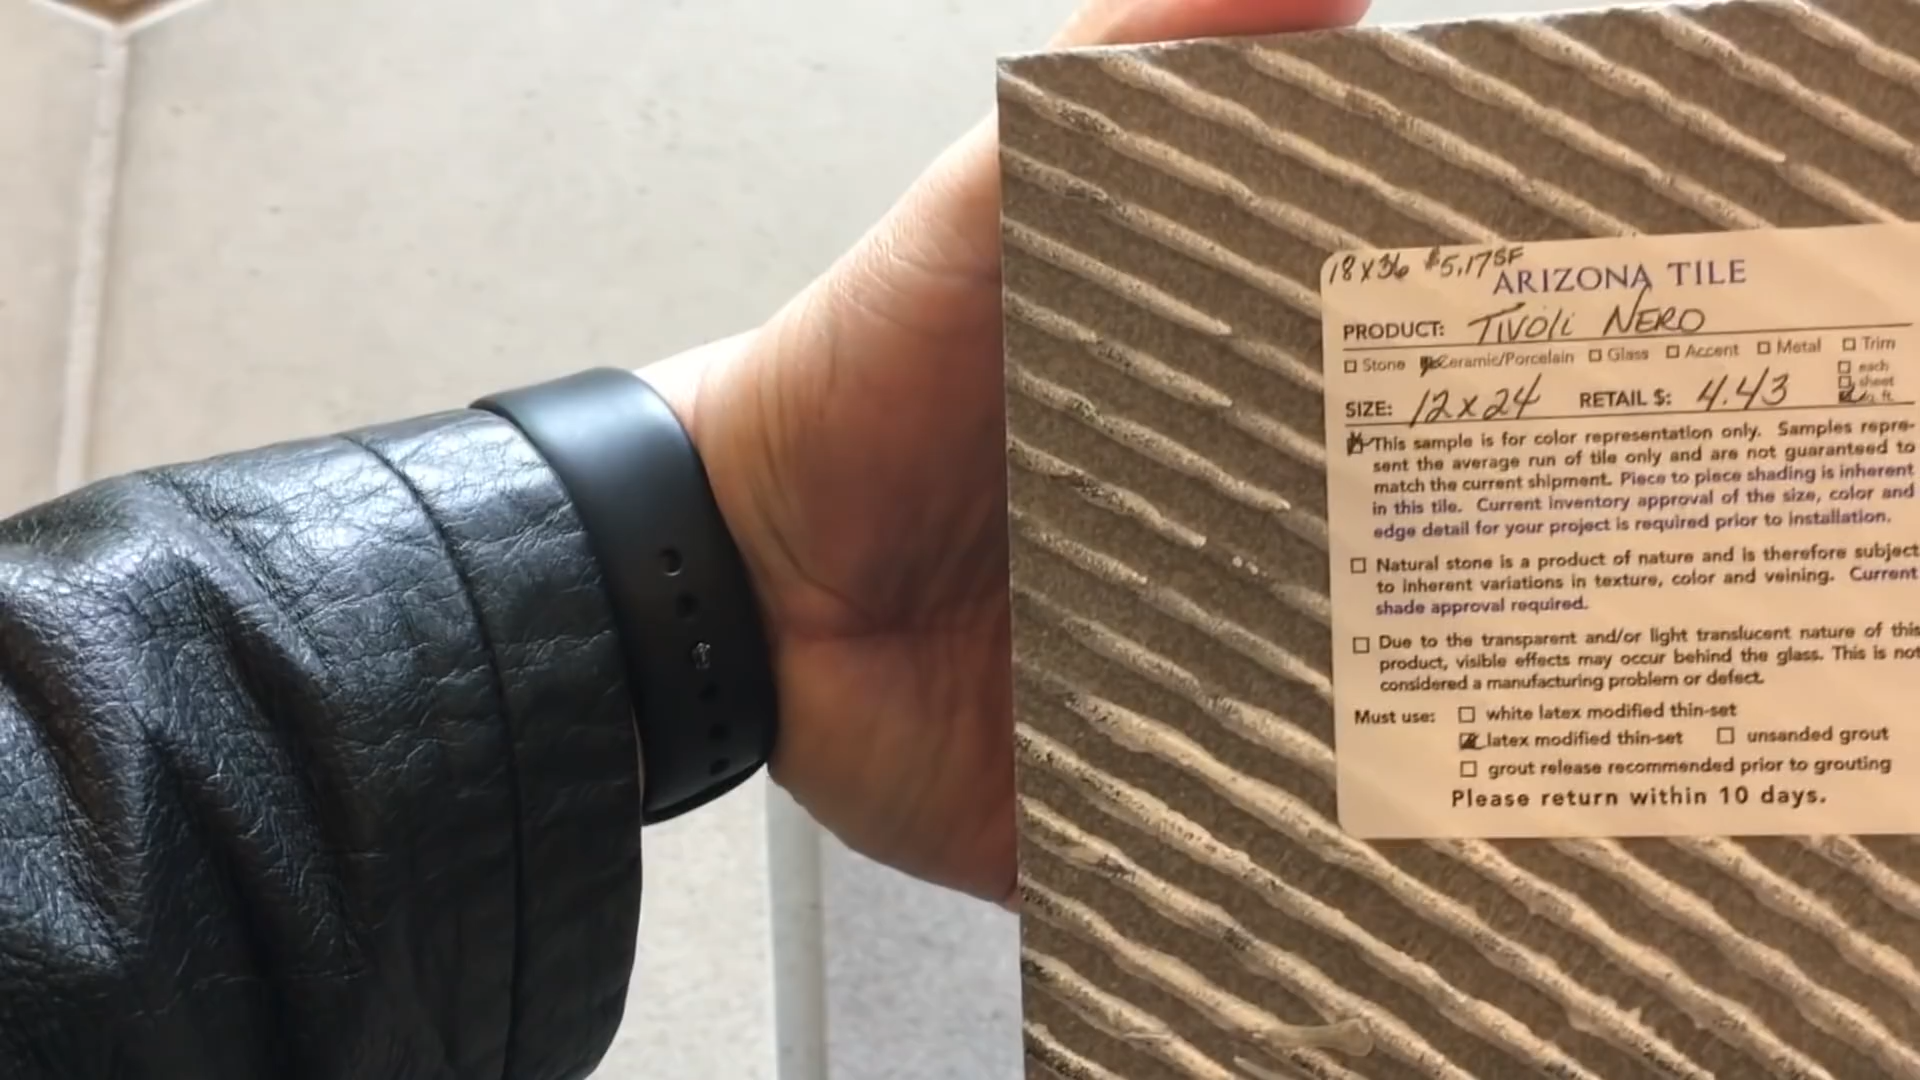 18 x 36 $5.17 SF
ARIZONA TILE
PRODUCT: Tivoli Nero
Stone Ceramic/Porcelain Glass Accent Metal Trim
each
sheet
SIZE: 12 x 24 RETAIL $: 4.43 sq. ft.
This sample is for color representation only. Samples repre-
sent the average run of tile only and are not guaranteed to
match the current shipment. Piece to piece shading is inherent
in this tile. Current inventory approval of the size, color and
edge detail for your project is required prior to installation.
Natural stone is a product of nature and is therefore subject
to inherent variations in texture, color and veining. Current
shade approval required.
Due to the transparent and/or light translucent nature of this
product, visible effects may occur behind the glass. This is not
considered a manufacturing problem or defect.
Must use: white latex modified thin-set
latex modified thin-set unsanded grout
grout release recommended prior to grouting
Please return within 10 days.